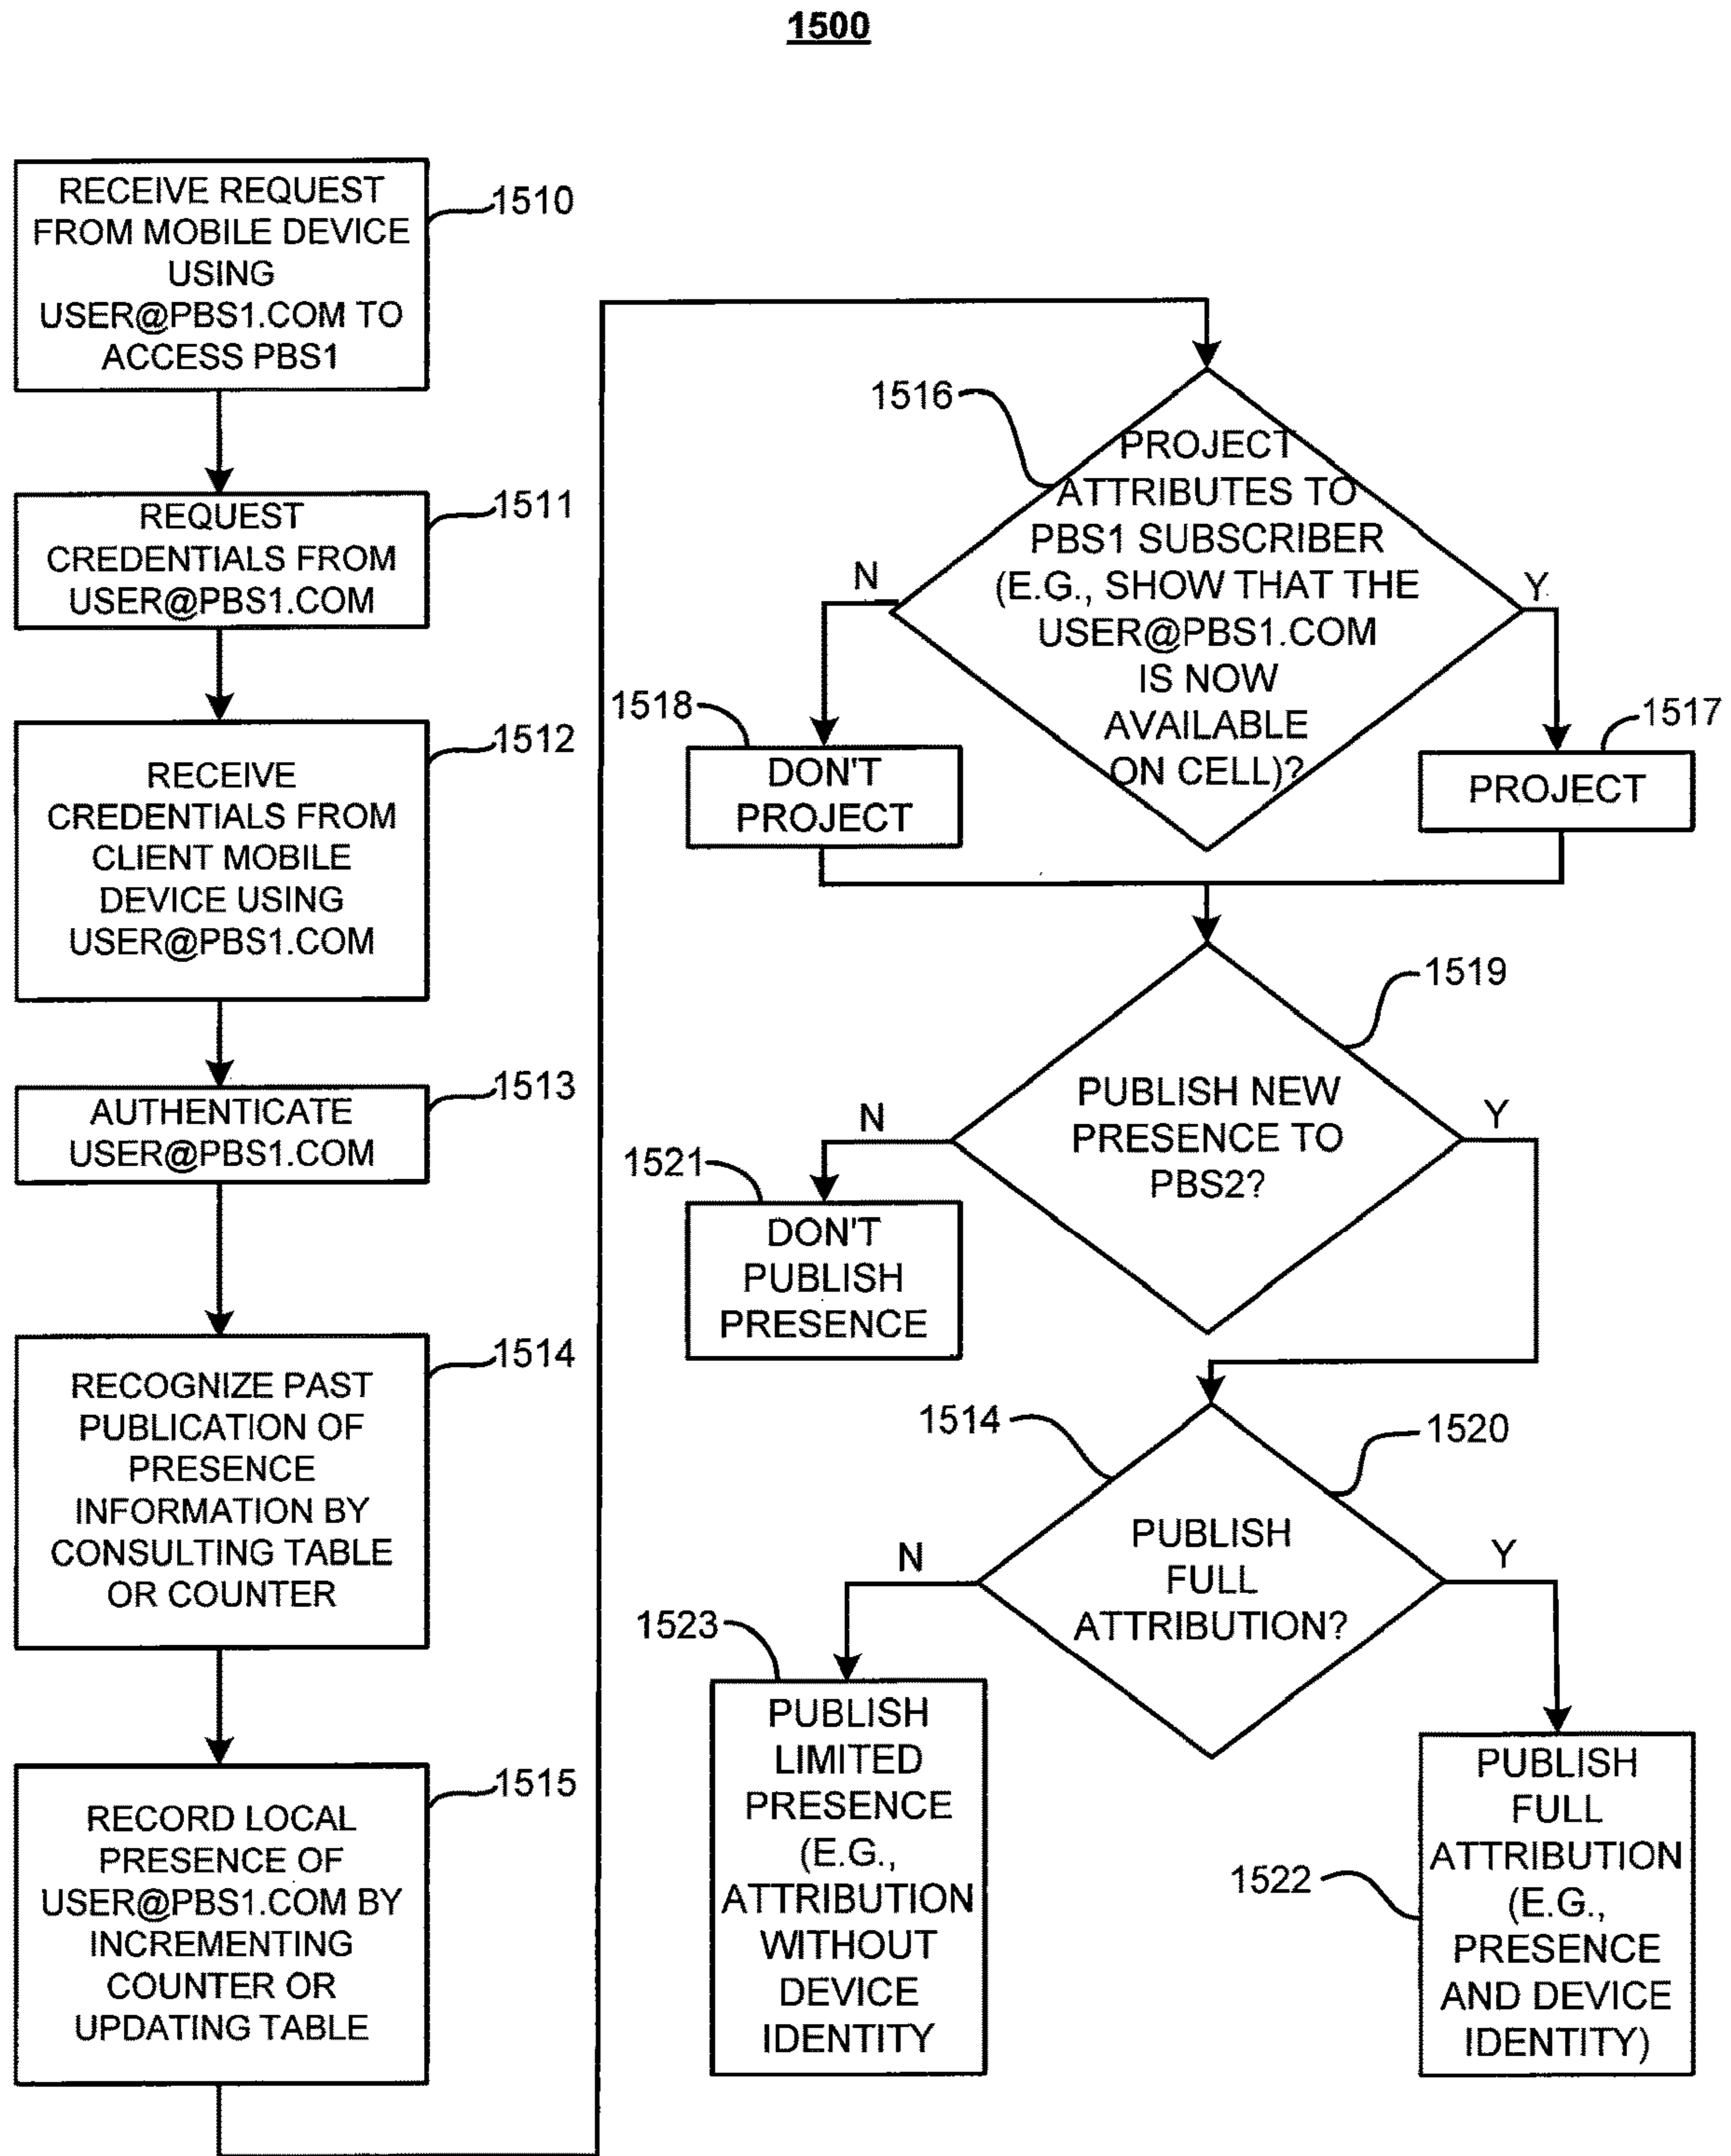 1500
RECEIVE REQUEST
FROM MOBILE DEVICE
USING
USER@PBS1.COM TO
ACCESS PBS1
1510
REQUEST
CREDENTIALS FROM
USER@PBS1.COM
1511
RECEIVE
CREDENTIALS FROM
CLIENT MOBILE
DEVICE USING
USER@PBS1.COM
1512
AUTHENTICATE
USER@PBS1.COM
1513
RECOGNIZE PAST
PUBLICATION OF
PRESENCE
INFORMATION BY
CONSULTING TABLE
OR COUNTER
1514
RECORD LOCAL
PRESENCE OF
USER@PBS1.COM BY
INCREMENTING
COUNTER OR
UPDATING TABLE
1515
1516
PROJECT
ATTRIBUTES TO
PBS1 SUBSCRIBER
(E.G., SHOW THAT THE
USER@PBS1.COM
IS NOW
AVAILABLE
ON CELL)?
N
Y
1518
DON'T
PROJECT
1517
PROJECT
1519
PUBLISH NEW
PRESENCE TO
PBS2?
N
Y
1521
DON'T
PUBLISH
PRESENCE
1514
1520
PUBLISH
FULL
ATTRIBUTION?
N
Y
1523
PUBLISH
LIMITED
PRESENCE
(E.G.,
ATTRIBUTION
WITHOUT
DEVICE
IDENTITY
1522
PUBLISH
FULL
ATTRIBUTION
(E.G.,
PRESENCE
AND DEVICE
IDENTITY)